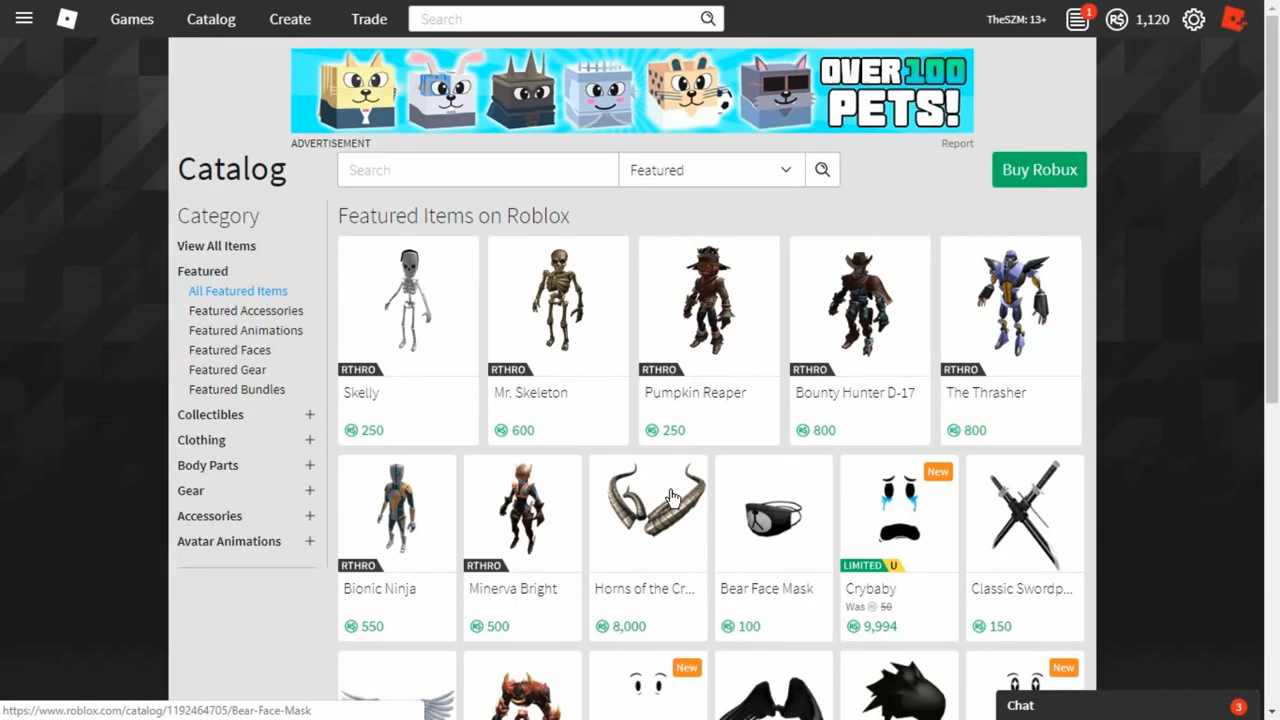 Games Catalog Create Trade Search TheSZM: 13+ 1 R$ 1,120
OVER 100
PETS!
ADVERTISEMENT Report
Catalog Search Featured Buy Robux
Category
View All Items
Featured
All Featured Items
Featured Accessories
Featured Animations
Featured Faces
Featured Gear
Featured Bundles
Collectibles +
Clothing +
Body Parts +
Gear +
Accessories +
Avatar Animations +
Featured Items on Roblox
RTHRO RTHRO RTHRO RTHRO RTHRO
Skelly Mr. Skeleton Pumpkin Reaper Bounty Hunter D-17 The Thrasher
R$ 250 R$ 600 R$ 250 R$ 800 R$ 800
New
RTHRO RTHRO LIMITED U
Bionic Ninja Minerva Bright Horns of the Cr... Bear Face Mask Crybaby Classic Swordp...
Was R$ 50
R$ 550 R$ 500 R$ 8,000 R$ 100 R$ 9,994 R$ 150
New New
https://www.roblox.com/catalog/1192464705/Bear-Face-Mask
Chat 3